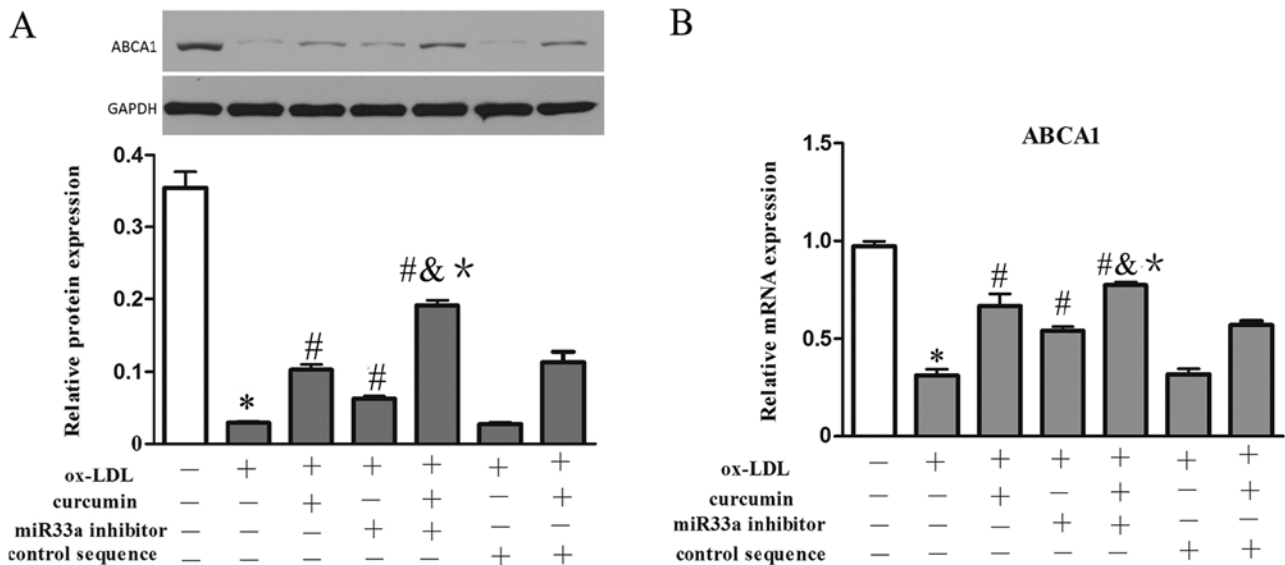 A
ABCA1
GAPDH
Relative protein expression
0.4
0.3
0.2
0.1
0
*
#
#
#& *
ox-LDL − + + + + + +
curcumin − − + − + − +
miR33a inhibitor − − − + + − −
control sequence − − − − − + +
B
ABCA1
Relative mRNA expression
1.5
1.0
0.5
0
*
#
#
#& *
ox-LDL − + + + + + +
curcumin − − + − + − +
miR33a inhibitor − − − + + − −
control sequence − − − − − + +